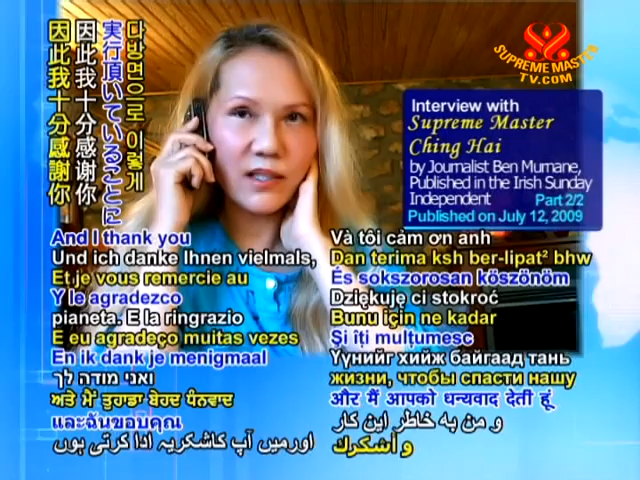 다방면으로 이렇게
実行頂いていることに
因此我十分感谢你
因此我十分感謝你
SUPREME MASTER
TV.COM
Interview with
Supreme Master
Ching Hai
by Journalist Ben Murnane,
Published in the Irish Sunday
Independent Part 2/2
Published on July 12, 2009
And I thank you
Und ich danke Ihnen vielmals,
Et je vous remercie au
Y le agradezco
pianeta. E la ringrazio
E eu agradeço muitas vezes
En ik dank je menigmaal
ואני מודה לך
ਅਤੇ ਮੈਂ ਤੁਹਾਡਾ ਬੇਹਦ ਧੰਨਵਾਦ
และฉันขอบคุณ
اورمیں آپ کاشکریہ ادا کرتی ہوں
Và tôi cảm ơn anh
Dan terima ksh ber-lipat² bhw
És sokszorosan köszönöm
Dziękuję ci stokroć
Bunu için ne kadar
Şi îți mulțumesc
Үүнийг хийж байгаад тань
жизни, чтобы спасти нашу
और मैं आपको धन्यवाद देती हूं
و من به خاطر این کار
و أشكرك